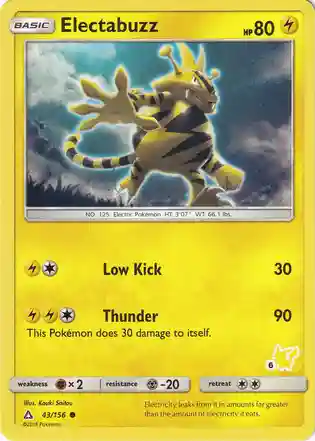 BASIC
Electabuzz
HP80
NO. 125 Electric Pokémon HT: 3'07" WT: 66.1 lbs.
Low Kick 30
Thunder 90
This Pokémon does 30 damage to itself.
6
weakness × 2 resistance -20 retreat
Illus. Kouki Saitou
43/156
©2018 Pokémon
Electricity leaks from it in amounts far greater
than the amount of electricity it eats.